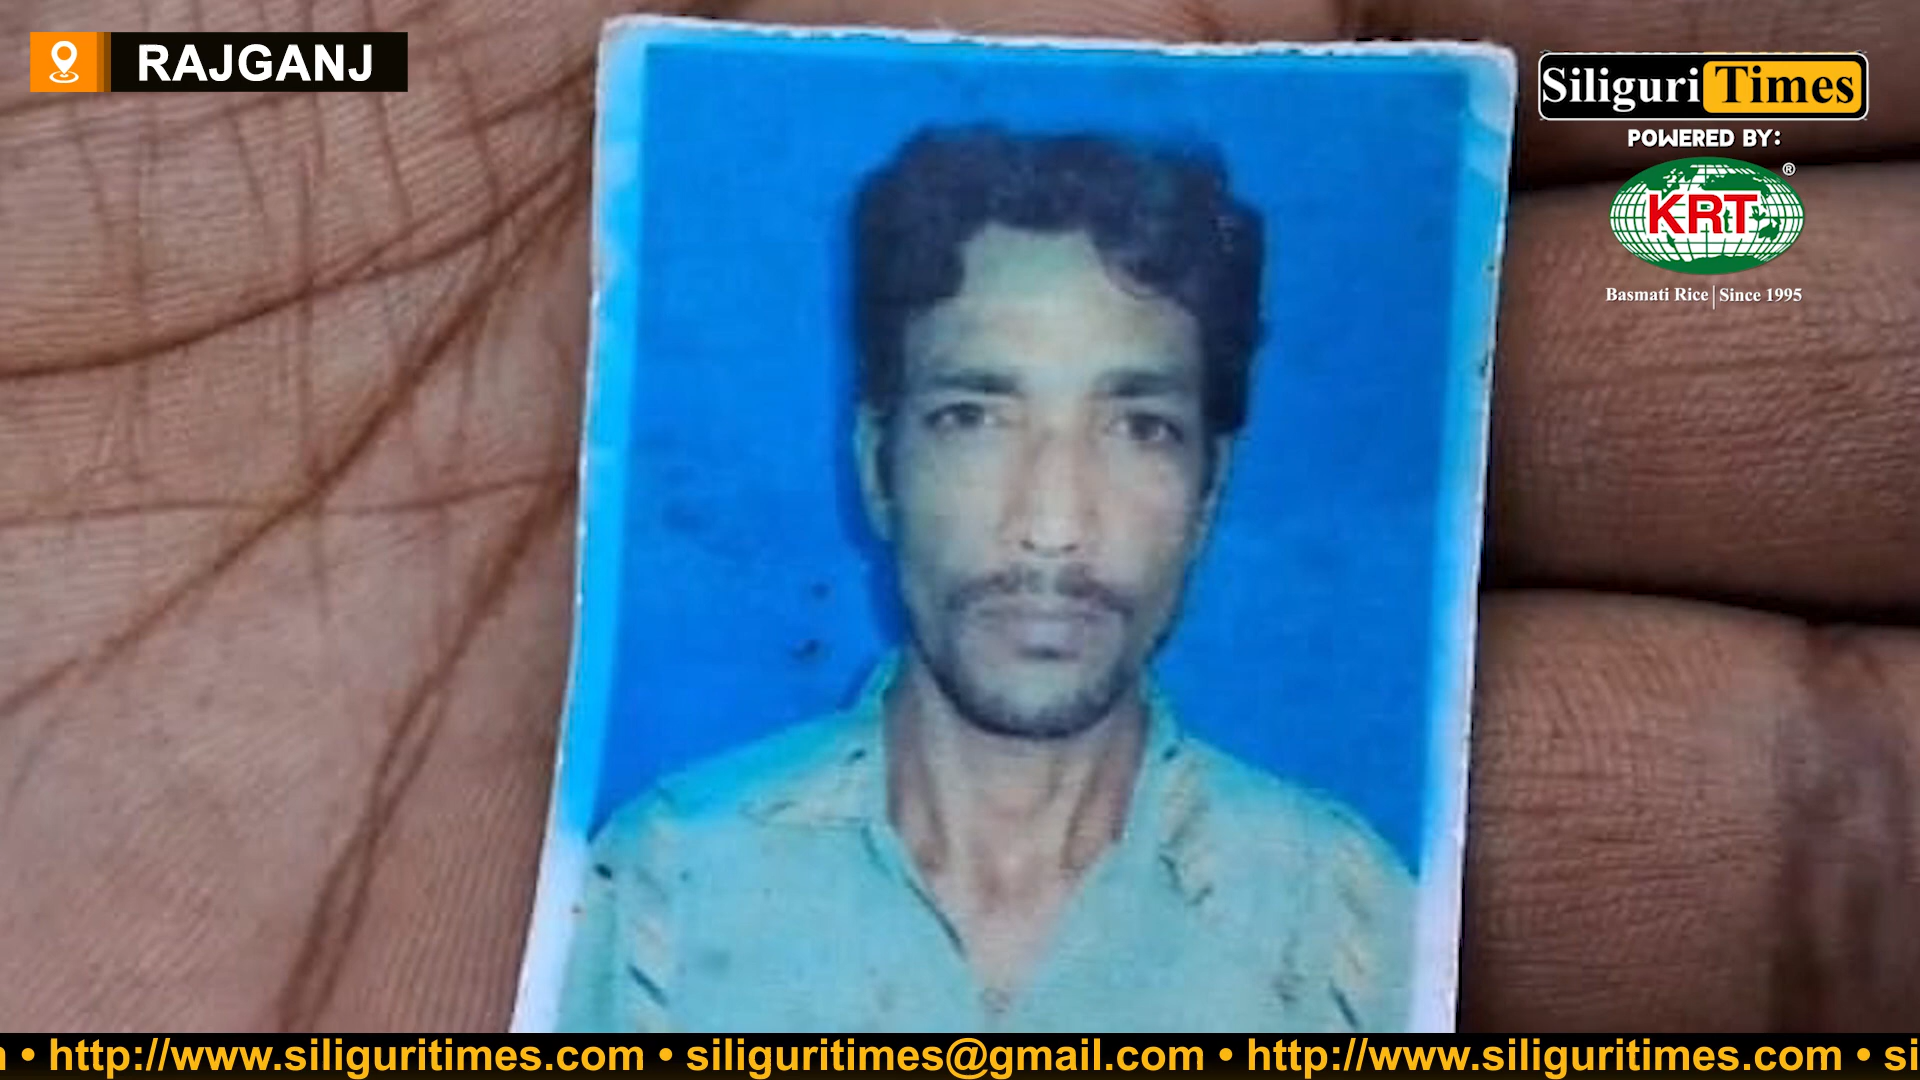 RAJGANJ
Siliguri Times
POWERED BY:
KRT ®
Basmati Rice | Since 1995
• http://www.siliguritimes.com • siliguritimes@gmail.com • http://www.siliguritimes.com • si